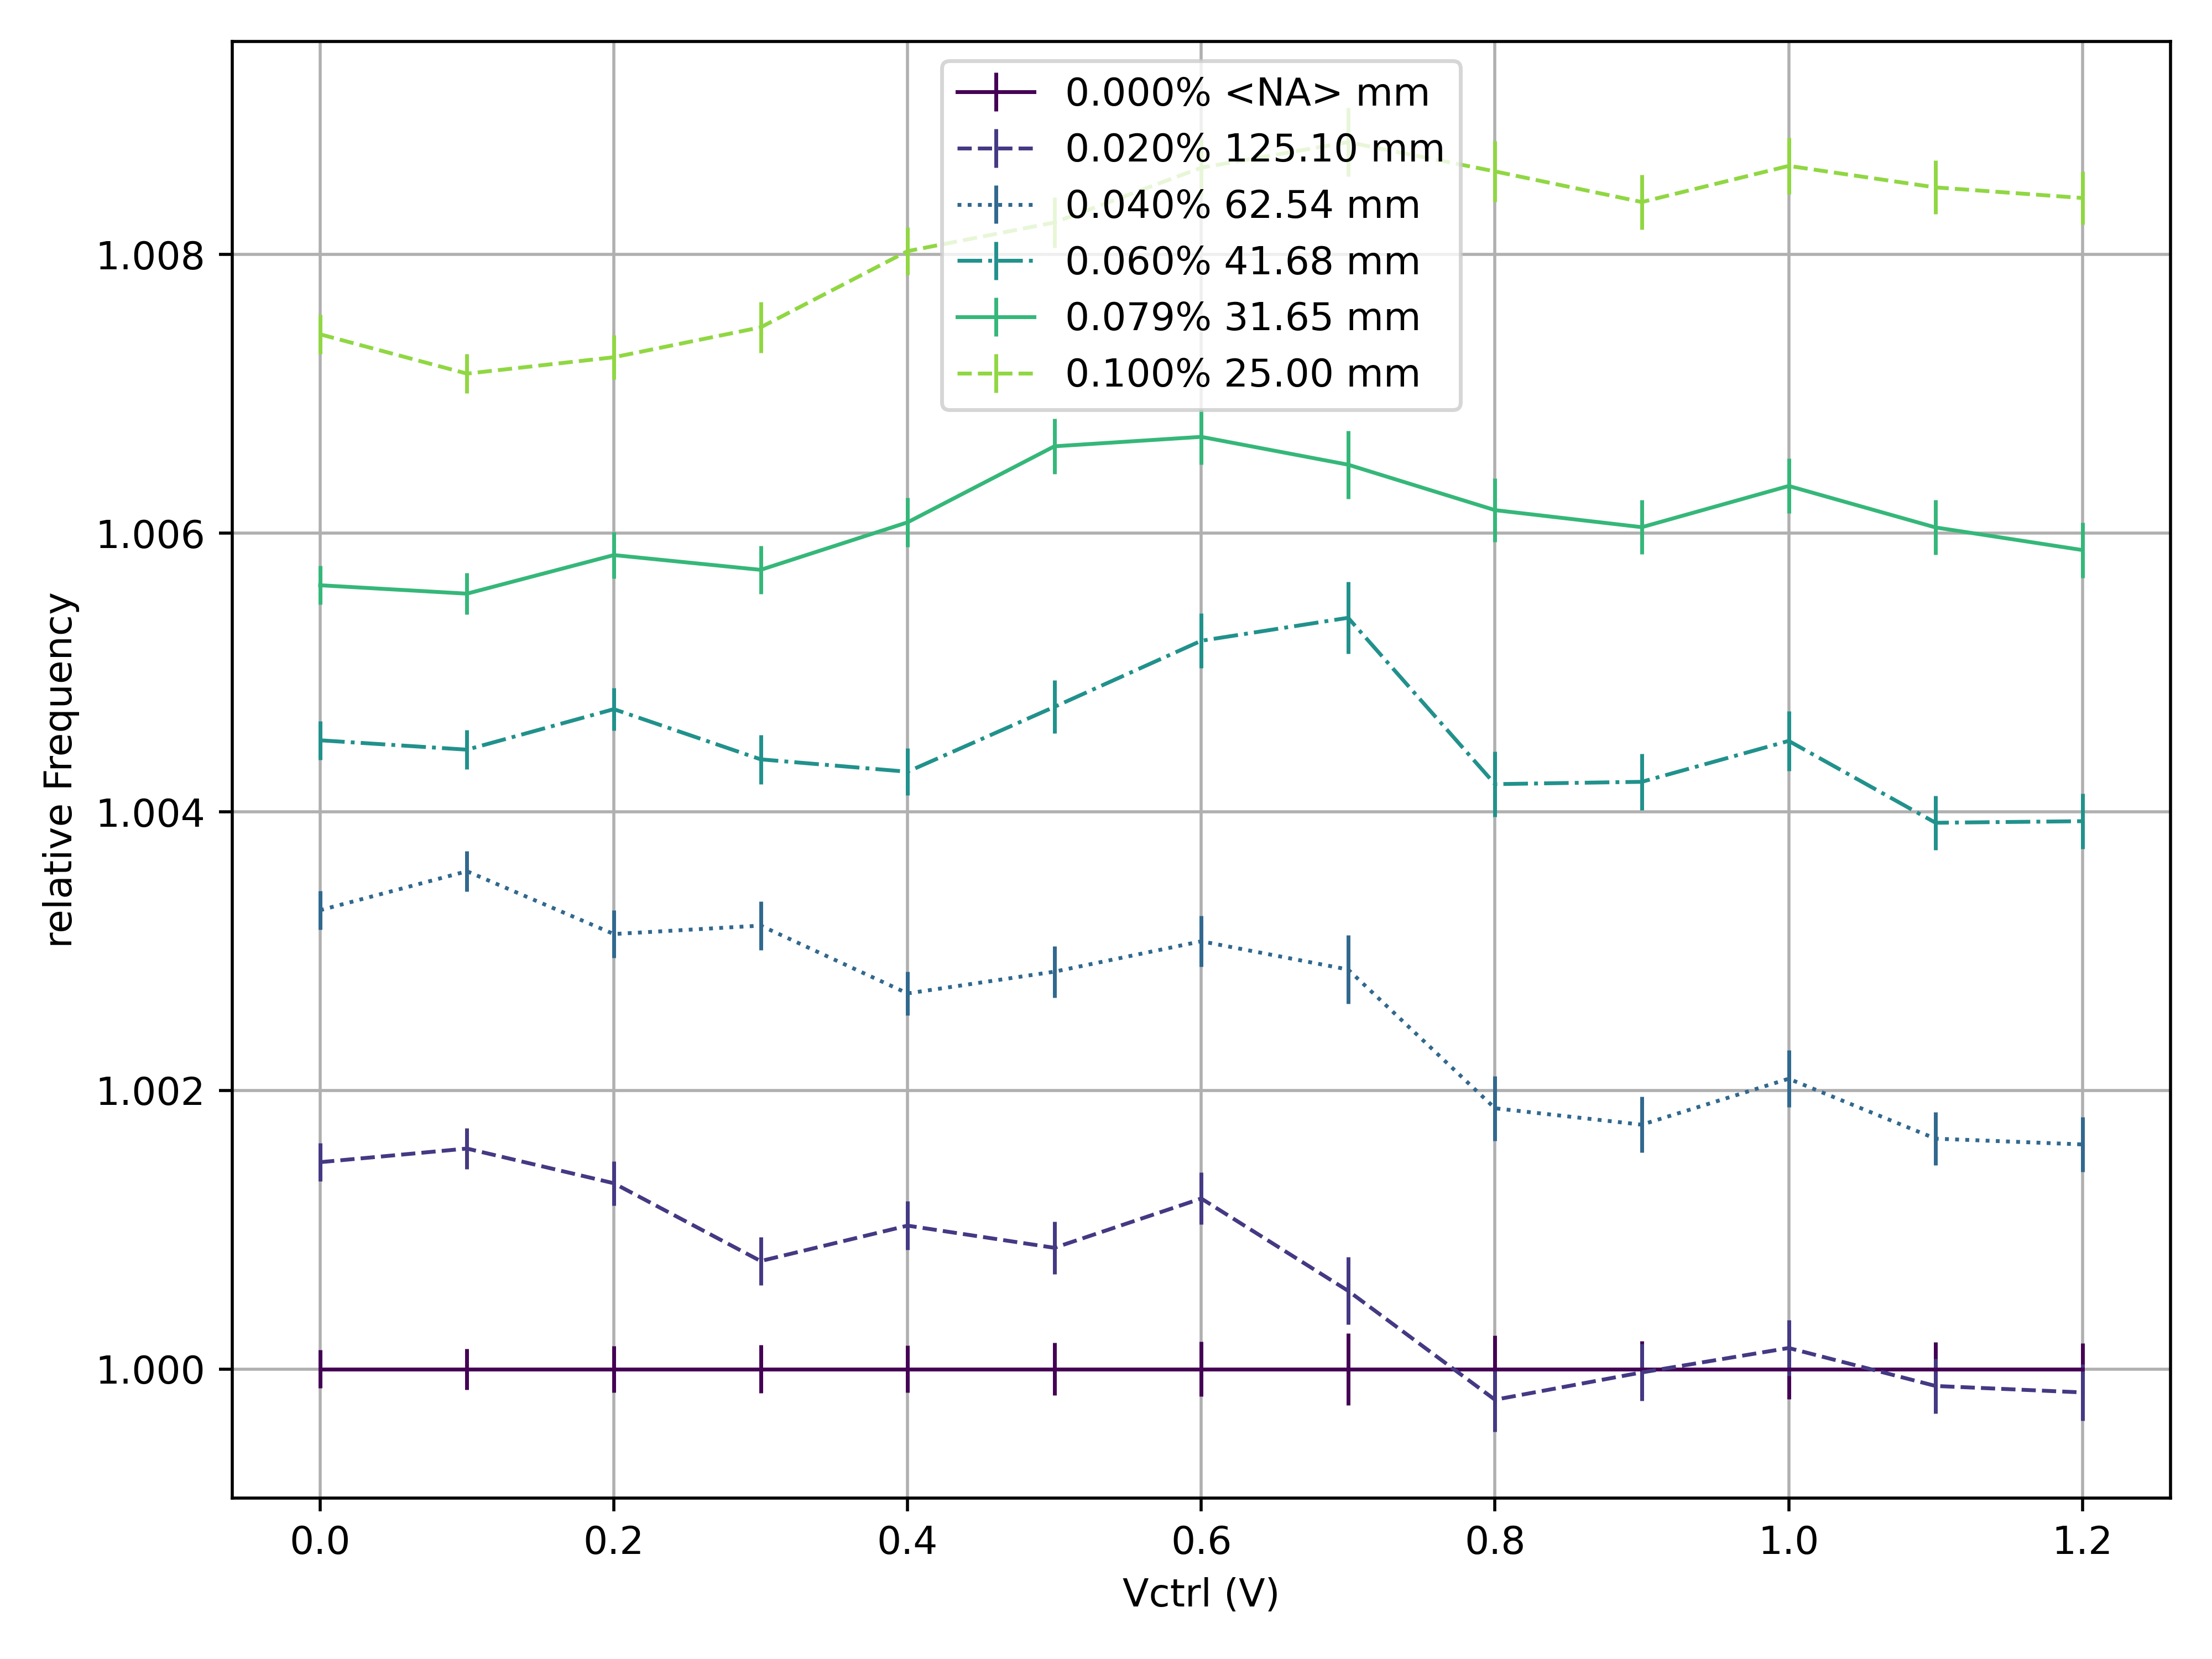 0.000% <NA> mm
0.020% 125.10 mm
0.040% 62.54 mm
0.060% 41.68 mm
0.079% 31.65 mm
0.100% 25.00 mm
1.008
1.006
1.004
1.002
1.000
relative Frequency
0.0 0.2 0.4 0.6 0.8 1.0 1.2
Vctrl (V)